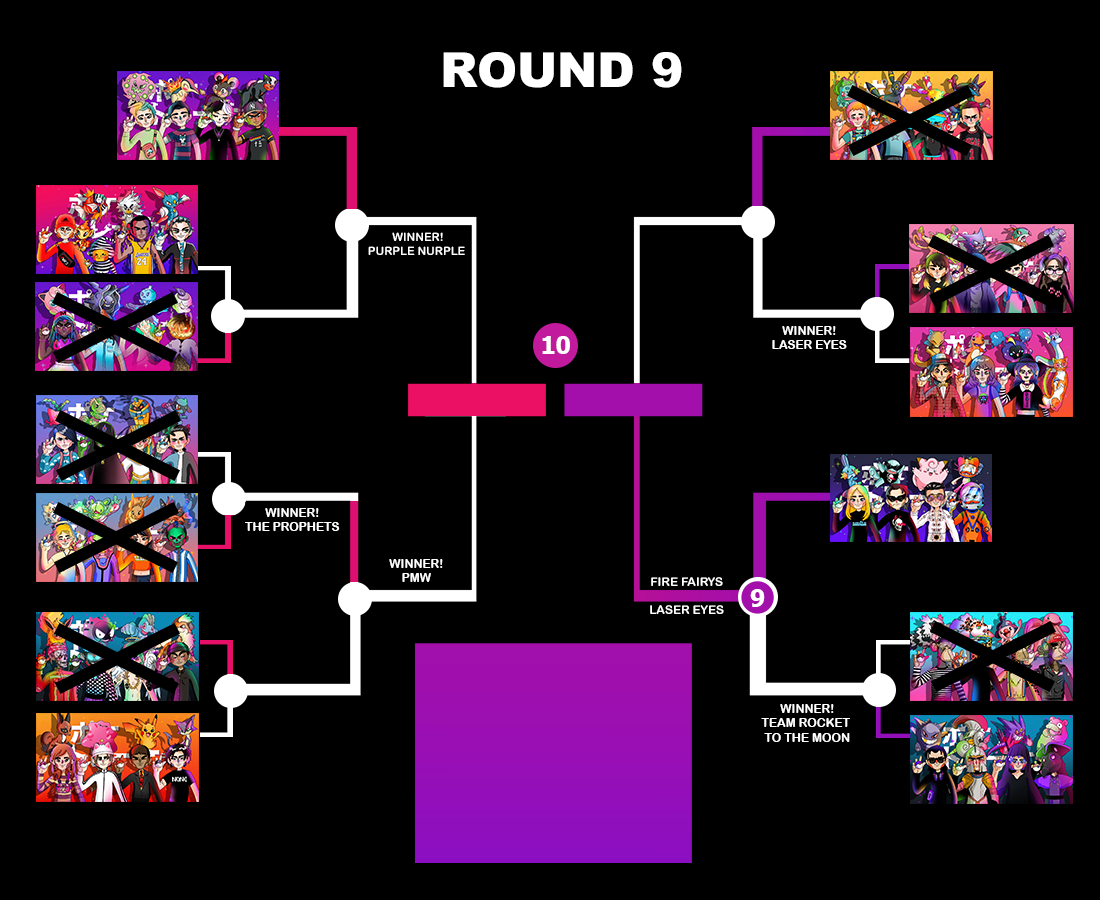 ROUND 9
WINNER!
PURPLE NURPLE
WINNER!
LASER EYES
10
WINNER!
THE PROPHETS
WINNER!
PMW
FIRE FAIRYS
LASER EYES
9
WINNER!
TEAM ROCKET
TO THE MOON
24